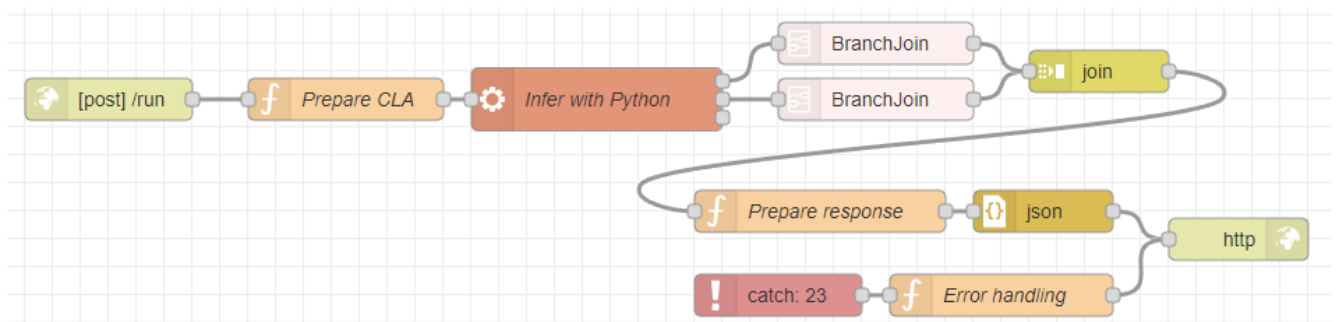 [post] /run
Prepare CLA
Infer with Python
BranchJoin
BranchJoin
join
Prepare response
json
http
catch: 23
Error handling